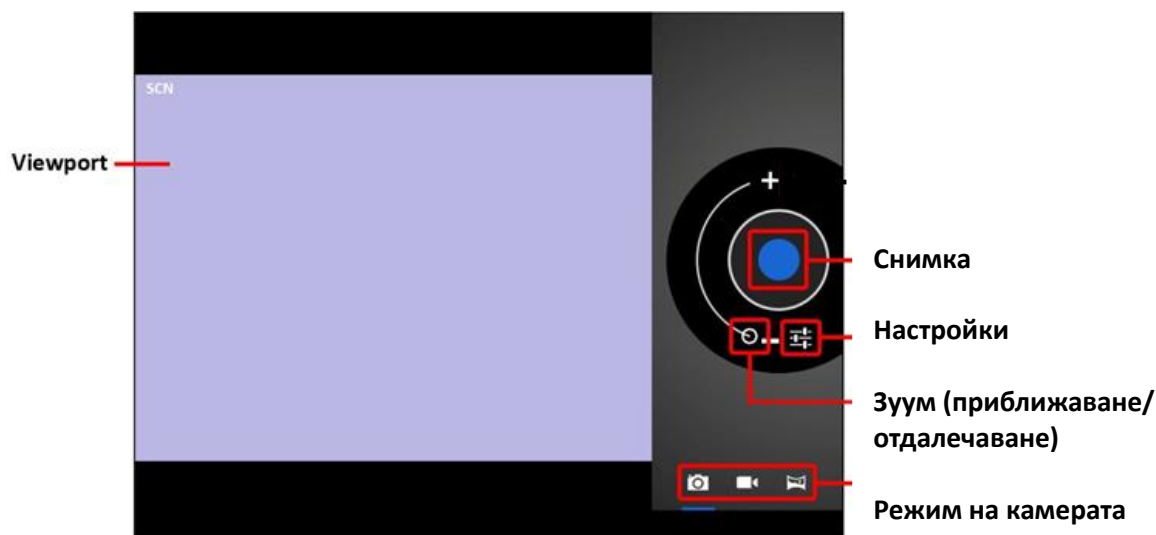 SCN
Viewport
Снимка
Настройки
Зуум (приближаване/
отдалечаване)
Режим на камерата